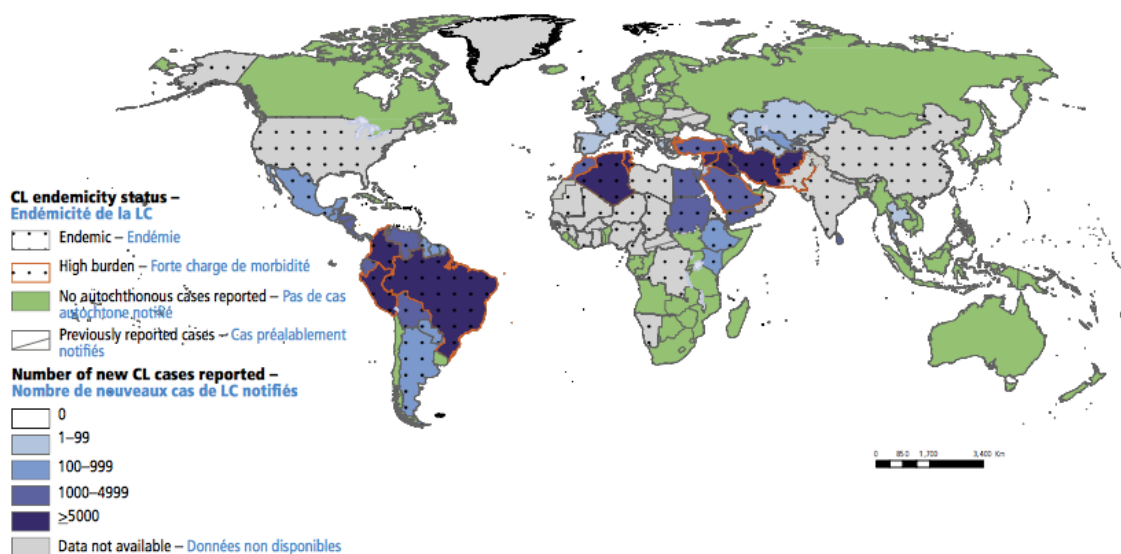 CL endemicity status –
Endémicité de la LC
Endemic – Endémie
High burden – Forte charge de morbidité
No autochthonous cases reported – Pas de cas
autochtone notifié
Previously reported cases – Cas préalablement
notifiés
Number of new CL cases reported –
Nombre de nouveaux cas de LC notifiés
0
1–99
100–999
1000–4999
≥5000
Data not available – Données non disponibles
0 850 1,700 3,400 Km